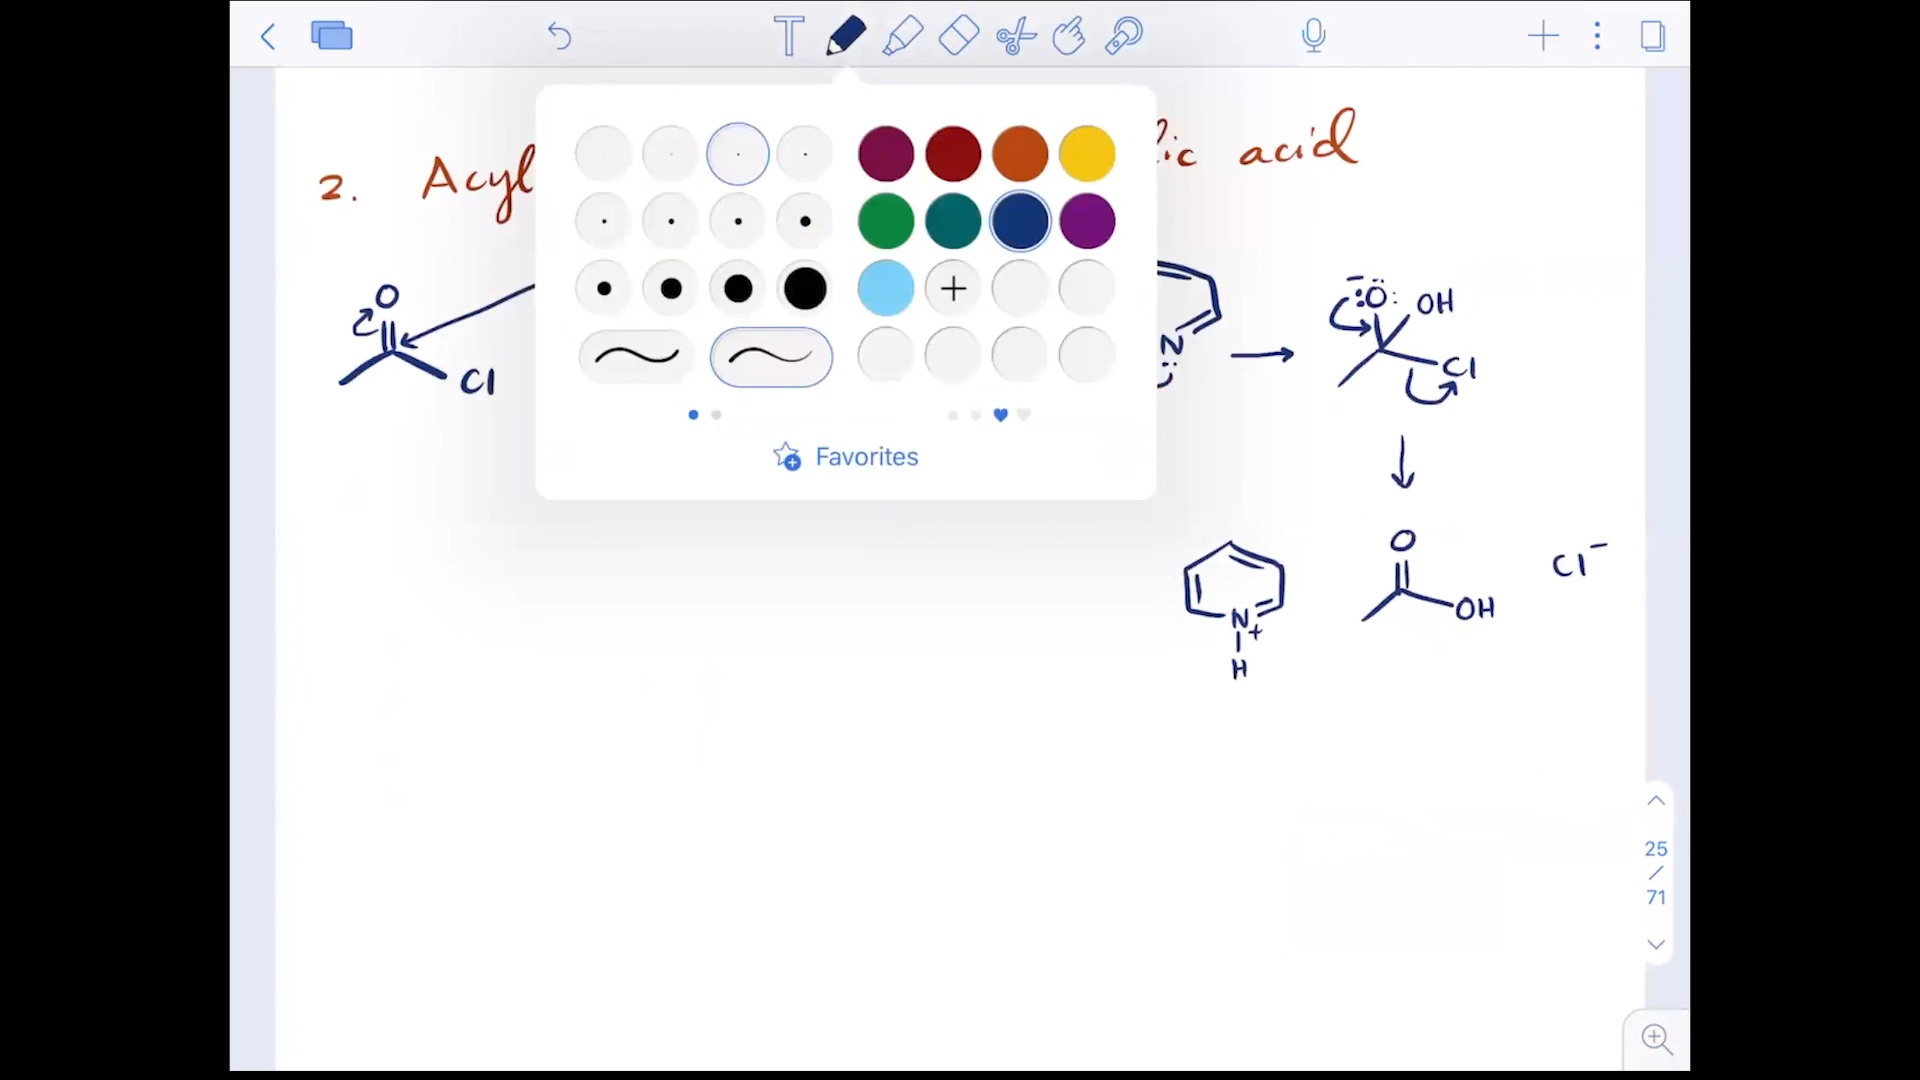 2. Acyl ic acid
O
Cl
N:
:Ö: OH
Cl
O
OH
Cl⁻
N+
H
Favorites
25
/
71